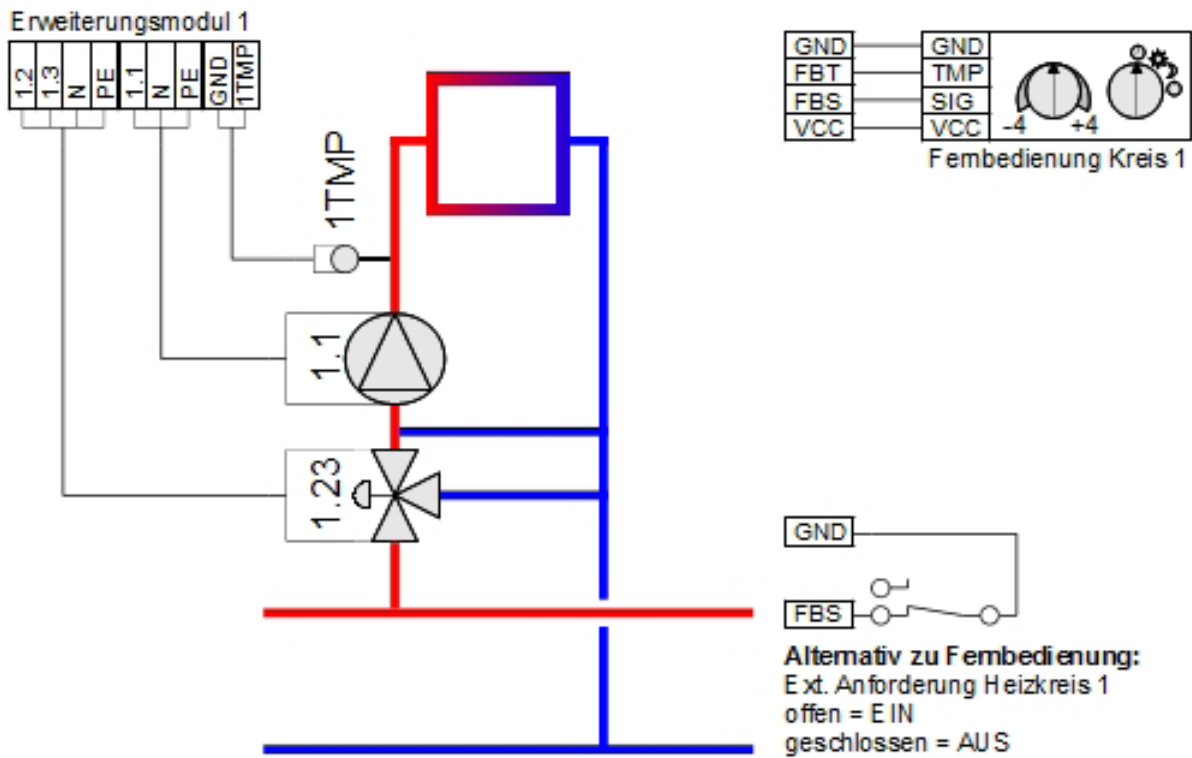 Erweiterungsmodul 1
1.2 1.3 N PE 1.1 N PE GND 1TMP
GND GND
FBT TMP
FBS SIG
VCC VCC
-4 +4
Fernbedienung Kreis 1
1TMP
1.1
1.23
GND
FBS
Alternativ zu Fernbedienung:
Ext. Anforderung Heizkreis 1
offen = EIN
geschlossen = AUS